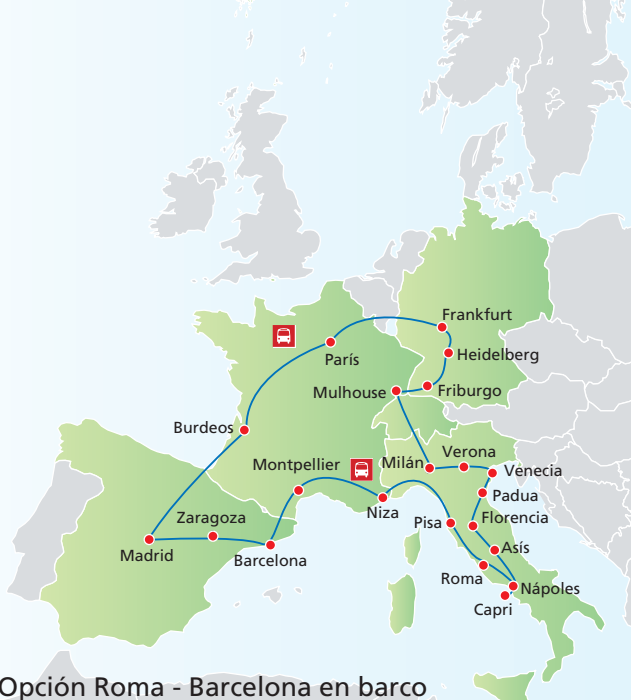 Frankfurt
París
Heidelberg
Mulhouse
Friburgo
Burdeos
Verona
Montpellier
Milán
Venecia
Padua
Niza
Zaragoza
Florencia
Pisa
Madrid
Barcelona
Asís
Roma
Nápoles
Capri
Opción Roma - Barcelona en barco